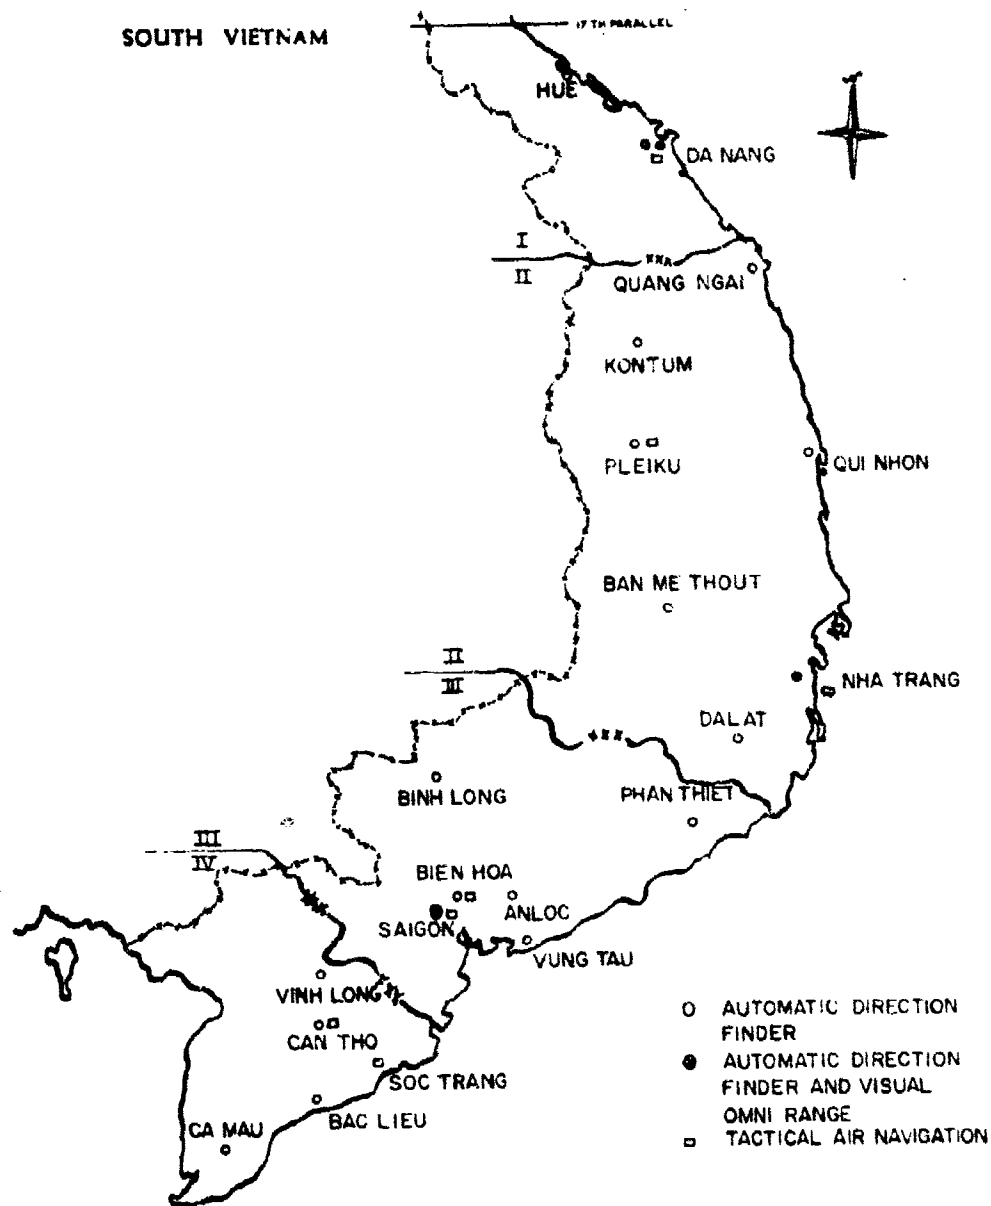 SOUTH VIETNAM
17 TH PARALLEL
HUE
DA NANG
I
II
QUANG NGAI
KONTUM
PLEIKU
QUI NHON
BAN ME THOUT
II
III
NHA TRANG
DALAT
BINH LONG
PHAN THIET
III
IV
BIEN HOA
ANLOC
SAIGON
VUNG TAU
VINH LONG
CAN THO
SOC TRANG
BAC LIEU
CA MAU
AUTOMATIC DIRECTION
FINDER
AUTOMATIC DIRECTION
FINDER AND VISUAL
OMNI RANGE
TACTICAL AIR NAVIGATION